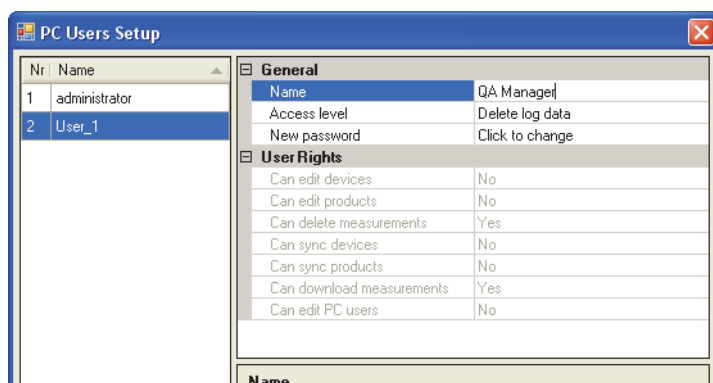 PC Users Setup
Nr Name
1 administrator
2 User_1
General
Name QA Manager
Access level Delete log data
New password Click to change
User Rights
Can edit devices No
Can edit products No
Can delete measurements Yes
Can sync devices No
Can sync products No
Can download measurements Yes
Can edit PC users No
Name